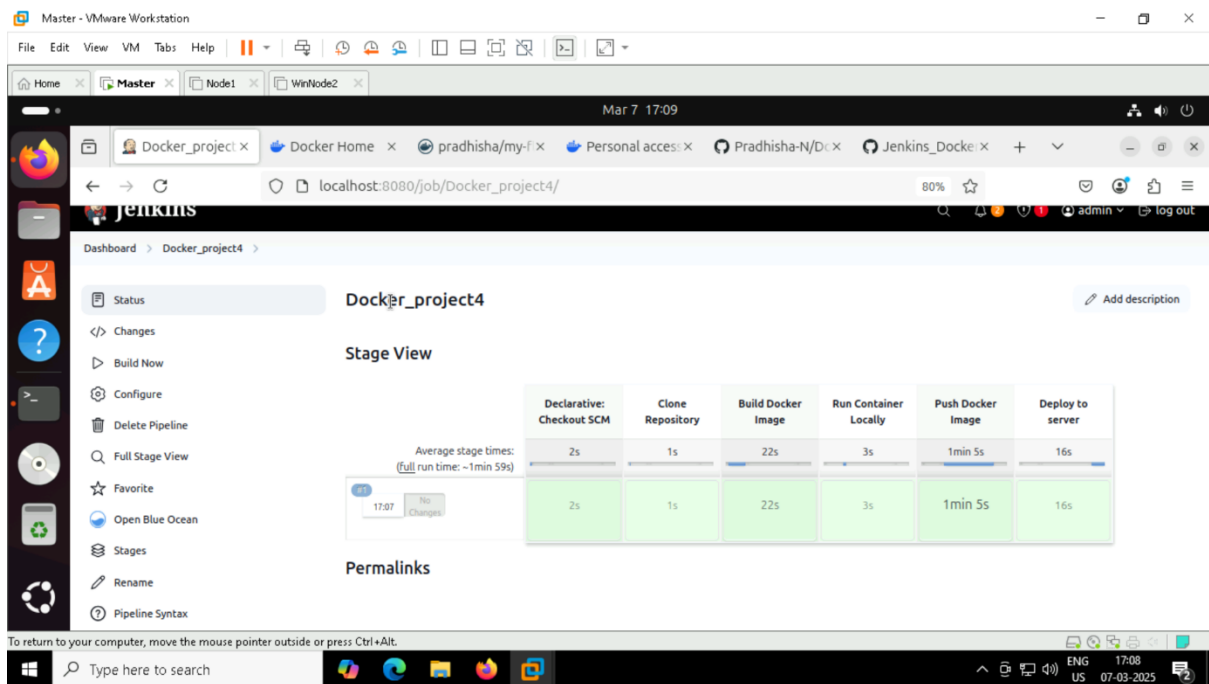 Master - VMware Workstation
File Edit View VM Tabs Help
Home Master Node1 WinNode2
Mar 7 17:09
Docker_project Docker Home pradhisha/my-f Personal access Pradhisha-N/Dc Jenkins_Docker
localhost:8080/job/Docker_project4/ 80%
Jenkins 2 1 admin log out
Dashboard > Docker_project4 >
Status
Changes
Build Now
Configure
Delete Pipeline
Full Stage View
Favorite
Open Blue Ocean
Stages
Rename
Pipeline Syntax
Docker_project4
Add description
Stage View
Declarative: Checkout SCM
Clone Repository
Build Docker Image
Run Container Locally
Push Docker Image
Deploy to server
Average stage times:
(full run time: ~1min 59s)
2s 1s 22s 3s 1min 5s 16s
#1
17:07
No Changes
2s 1s 22s 3s 1min 5s 16s
Permalinks
To return to your computer, move the mouse pointer outside or press Ctrl+Alt.
Type here to search
ENG US
17:08
07-03-2025
2